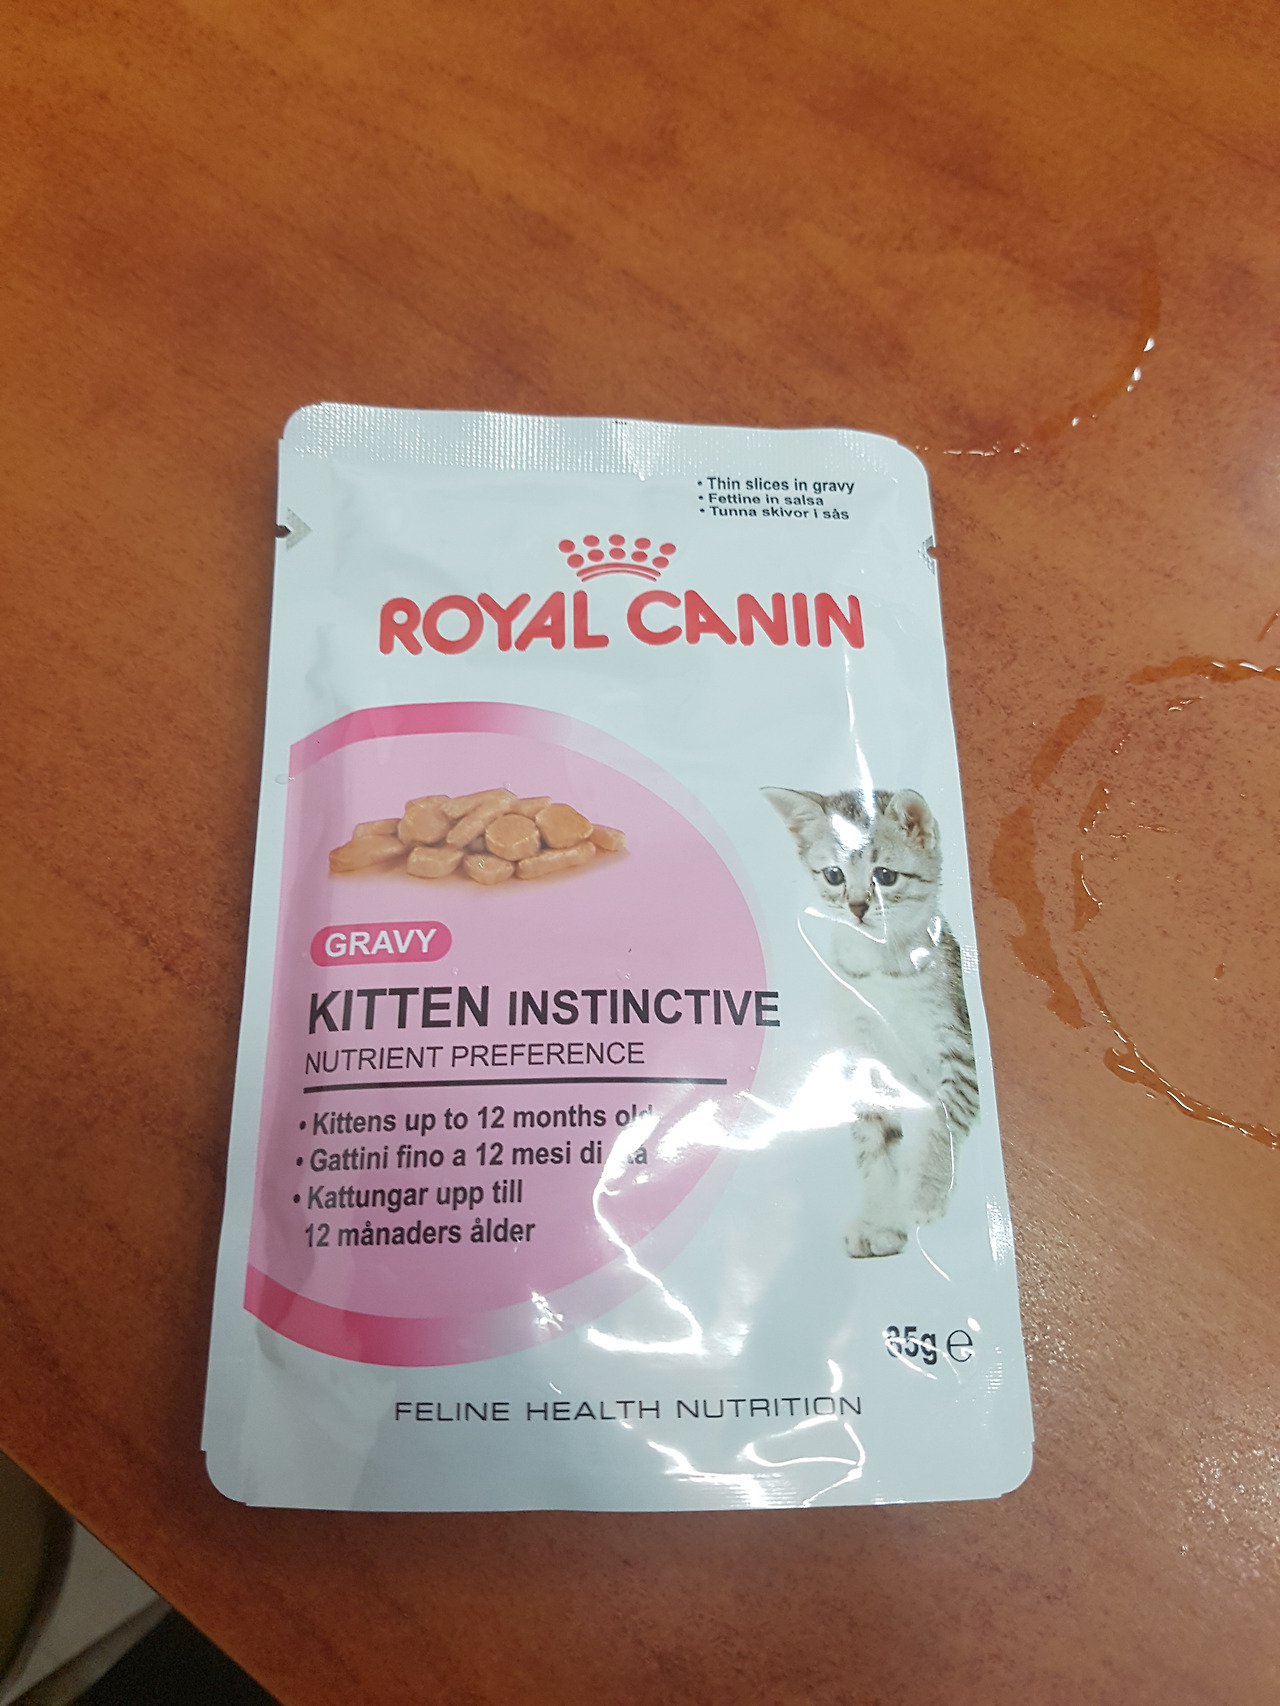 • Thin slices in gravy
• Fettine in salsa
• Tunna skivor i sås
ROYAL CANIN
GRAVY
KITTEN INSTINCTIVE
NUTRIENT PREFERENCE
• Kittens up to 12 months old
• Gattini fino a 12 mesi di
• Kattungar upp till
12 månaders ålder
85g e
FELINE HEALTH NUTRITION